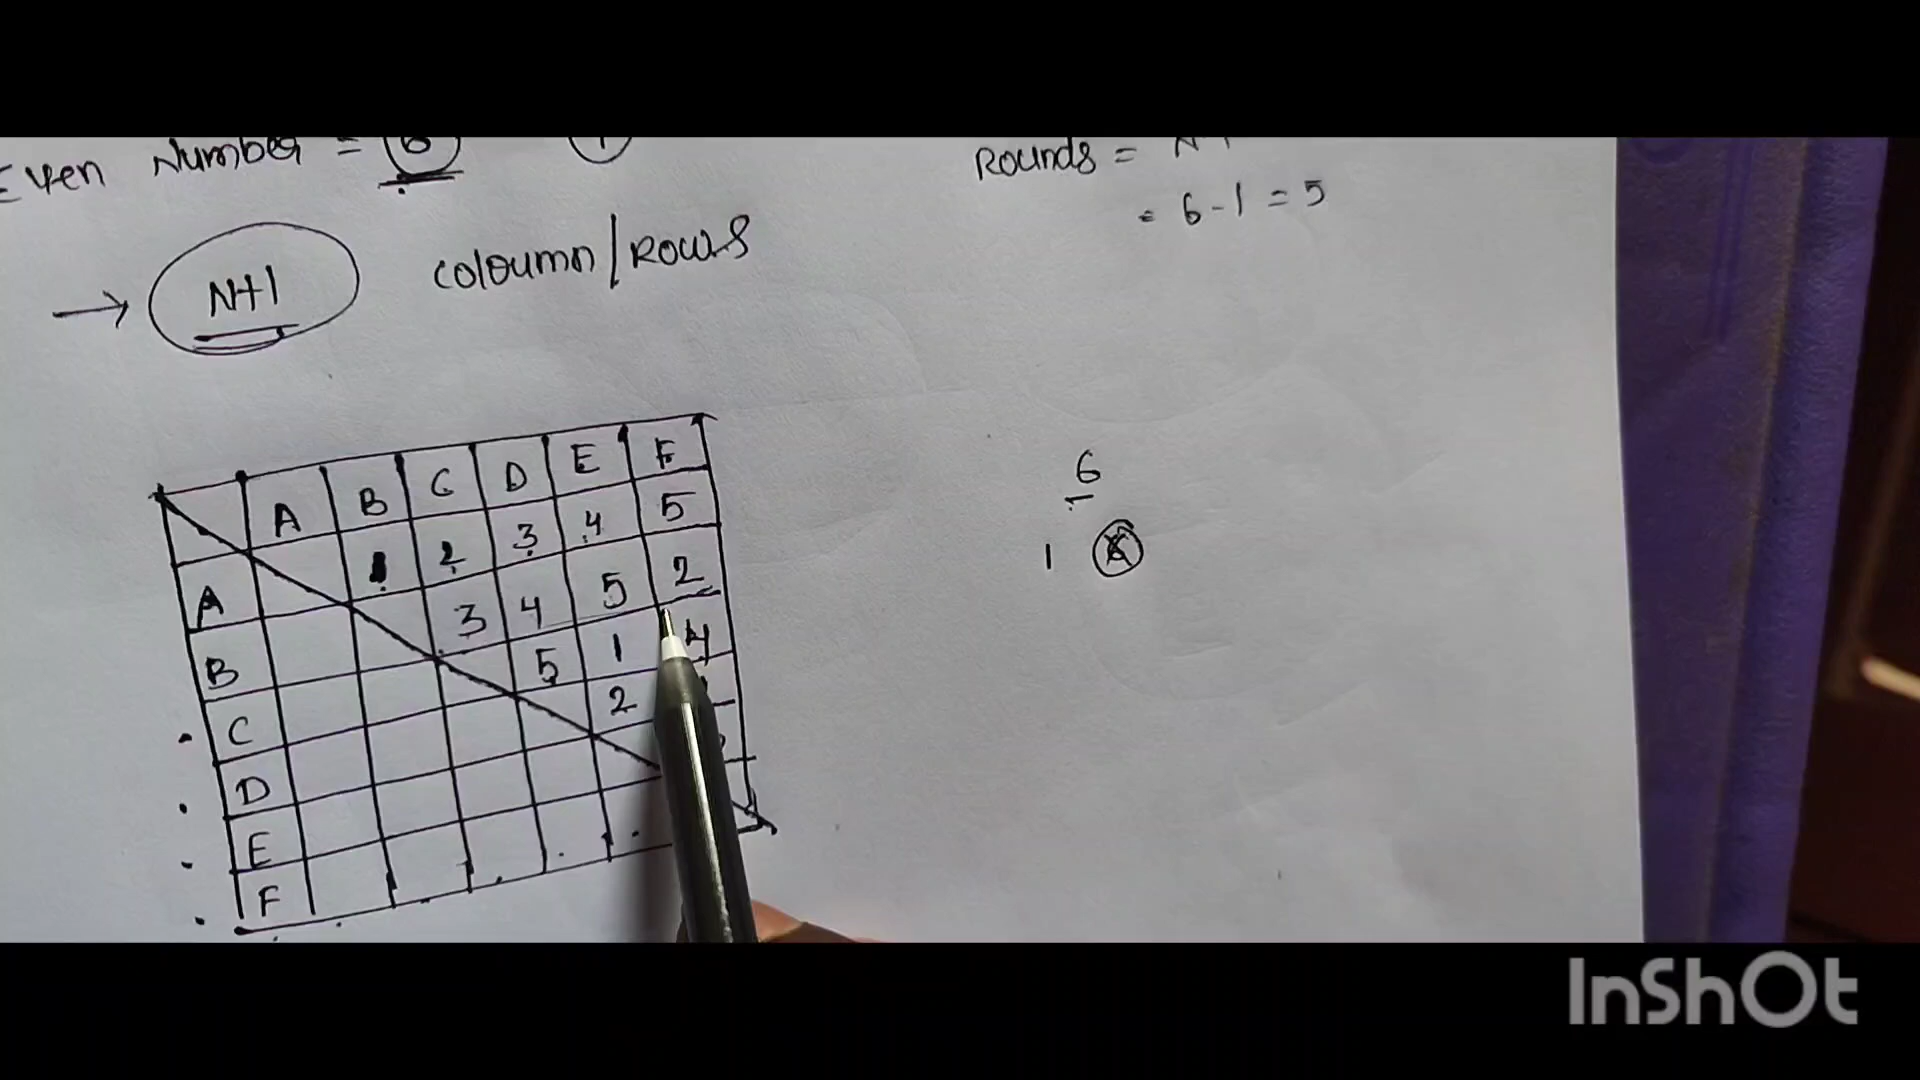 Even Number = 6
Rounds = N-1
= 6-1 = 5
→ N+1 coloumn/Rows
A B C D E F
A 1 2 3 4 5
B 3 4 5 2
C 5 1 4
D 2
E
F
6
1
InShOt